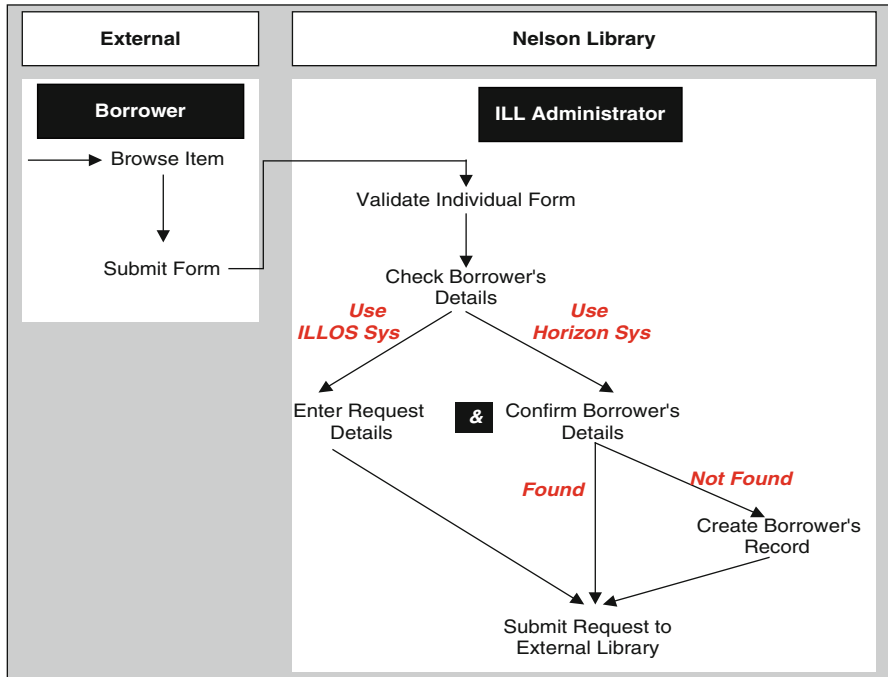 External
Nelson Library
Borrower
ILL Administrator
Browse Item
Validate Individual Form
Submit Form
Check Borrower's
Details
Use
ILLOS Sys
Use
Horizon Sys
Enter Request
Details
&
Confirm Borrower's
Details
Found
Not Found
Create Borrower's
Record
Submit Request to
External Library